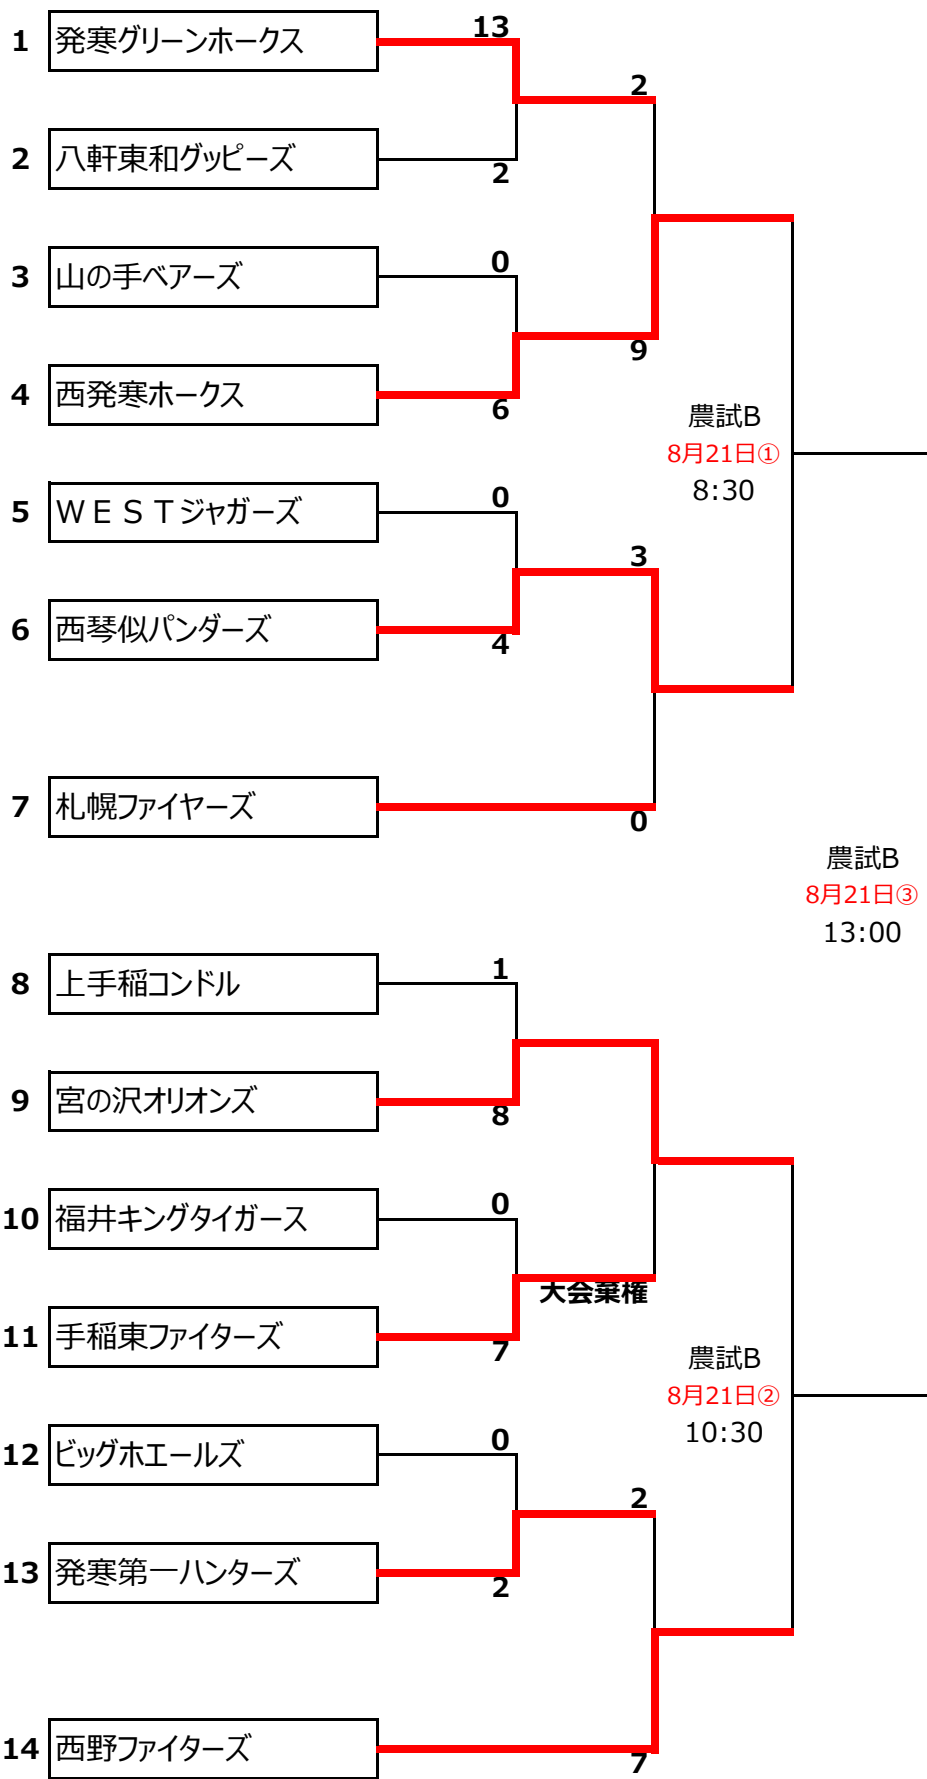 13
1 発寒グリーンホークス
2
2 八軒東和グッピーズ
2
0
3 山の手ベアーズ
9
4 西発寒ホークス
6
農試B
8月21日①
8:30
0
5 ＷＥＳＴジャガーズ
3
6 西琴似パンダーズ
4
7 札幌ファイヤーズ
0
農試B
8月21日③
13:00
1
8 上手稲コンドル
9 宮の沢オリオンズ
8
0
10 福井キングタイガース
大会棄権
11 手稲東ファイターズ
7
農試B
8月21日②
10:30
0
12 ビッグホエールズ
2
13 発寒第一ハンターズ
2
14 西野ファイターズ
7